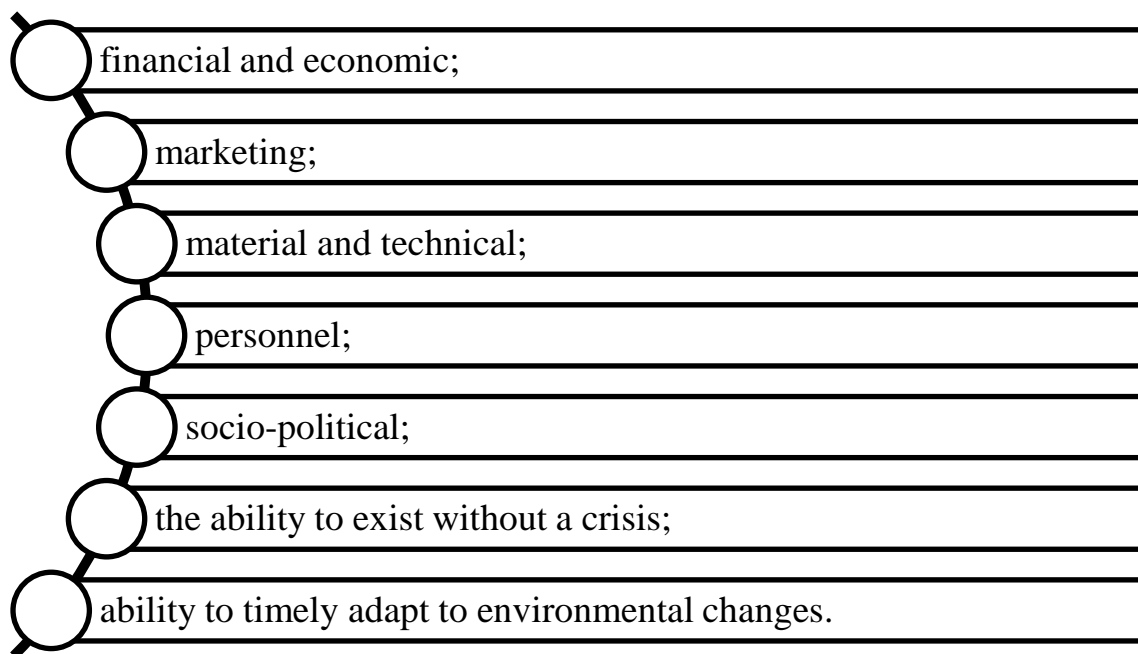 financial and economic;
marketing;
material and technical;
personnel;
socio-political;
the ability to exist without a crisis;
ability to timely adapt to environmental changes.